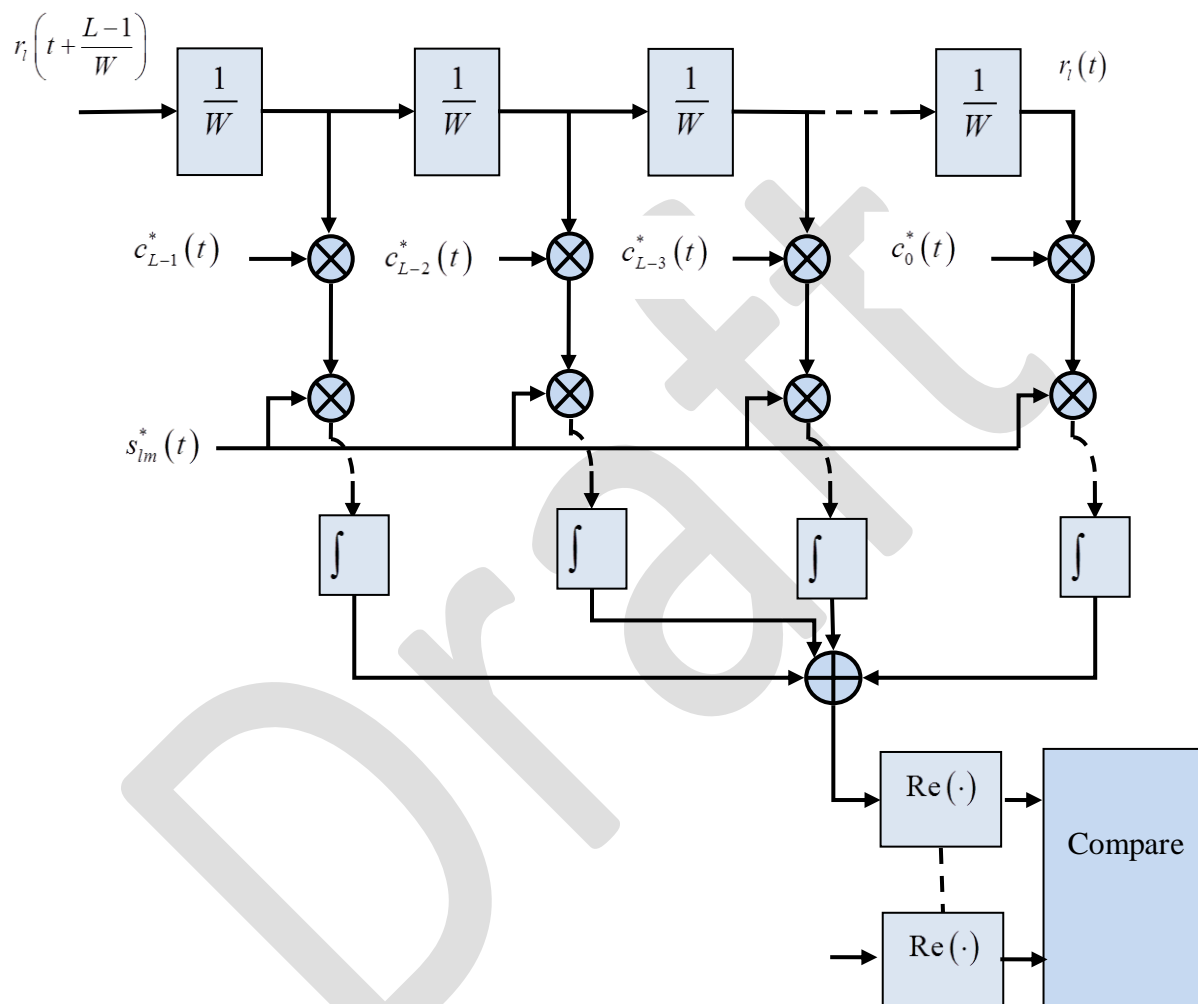 r_l(t + (L−1)/W)
1/W
1/W
1/W
1/W
r_l(t)
c*_{L−1}(t)
c*_{L−2}(t)
c*_{L−3}(t)
c*_0(t)
s*_{lm}(t)
∫
∫
∫
∫
Re(·)
Compare
Re(·)
Draft